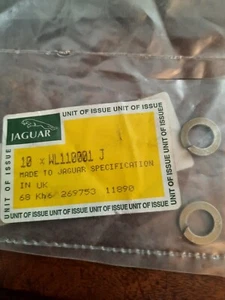 UNIT OF ISSUE UNIT OF ISSUE UNIT OF ISSUE
UNIT OF ISSUE
JAGUAR
10 x WL110001 J
MADE TO JAGUAR SPECIFICATION
IN UK
68 269753 11890